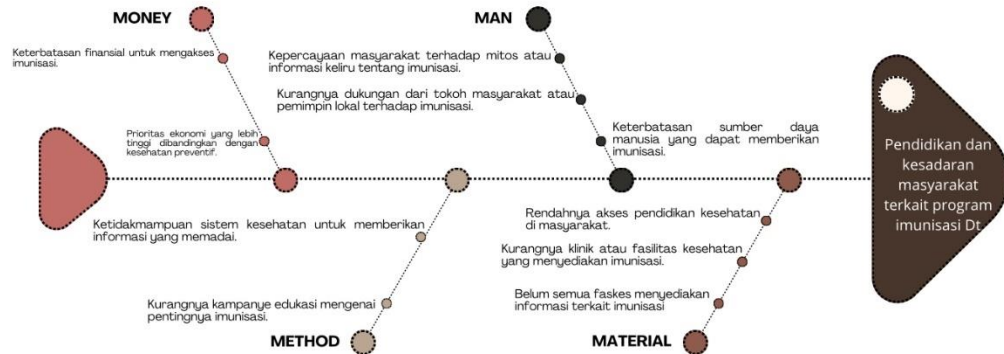 MONEY
Keterbatasan finansial untuk mengakses
imunisasi.
Prioritas ekonomi yang lebih
tinggi dibandingkan dengan
kesehatan preventif.
MAN
Kepercayaan masyarakat terhadap mitos atau
informasi keliru tentang imunisasi.
Kurangnya dukungan dari tokoh masyarakat atau
pemimpin lokal terhadap imunisasi.
Keterbatasan sumber daya
manusia yang dapat memberikan
imunisasi.
Pendidikan dan
kesadaran
masyarakat
terkait program
imunisasi Dt.
Ketidakmampuan sistem kesehatan untuk memberikan
informasi yang memadai.
Kurangnya kampanye edukasi mengenai
pentingnya imunisasi.
METHOD
Rendahnya akses pendidikan kesehatan
di masyarakat.
Kurangnya klinik atau fasilitas kesehatan
yang menyediakan imunisasi.
Belum semua faskes menyediakan
informasi terkait imunisasi
MATERIAL